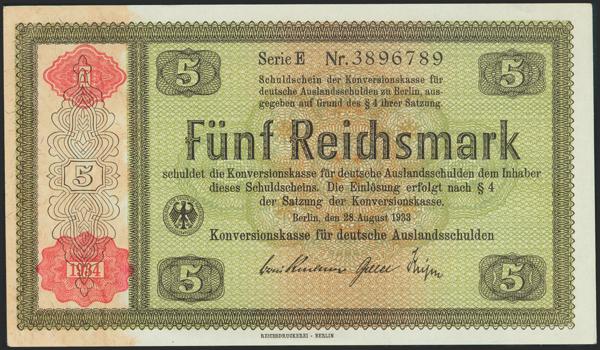 5 Serie E Nr. 3896789 5
Schuldschein der Konversionskasse für
deutsche Auslandsschulden zu Berlin, aus-
gegeben auf Grund des § 4 ihrer Satzung.
Fünf Reichsmark
schuldet die Konversionskasse für deutsche Auslandsschulden dem Inhaber
dieses Schuldscheins. Die Einlösung erfolgt nach § 4
der Satzung der Konversionskasse.
Berlin, den 28. August 1933
Konversionskasse für deutsche Auslandsschulden
5 5
5
1934
REICHSDRUCKEREI - BERLIN